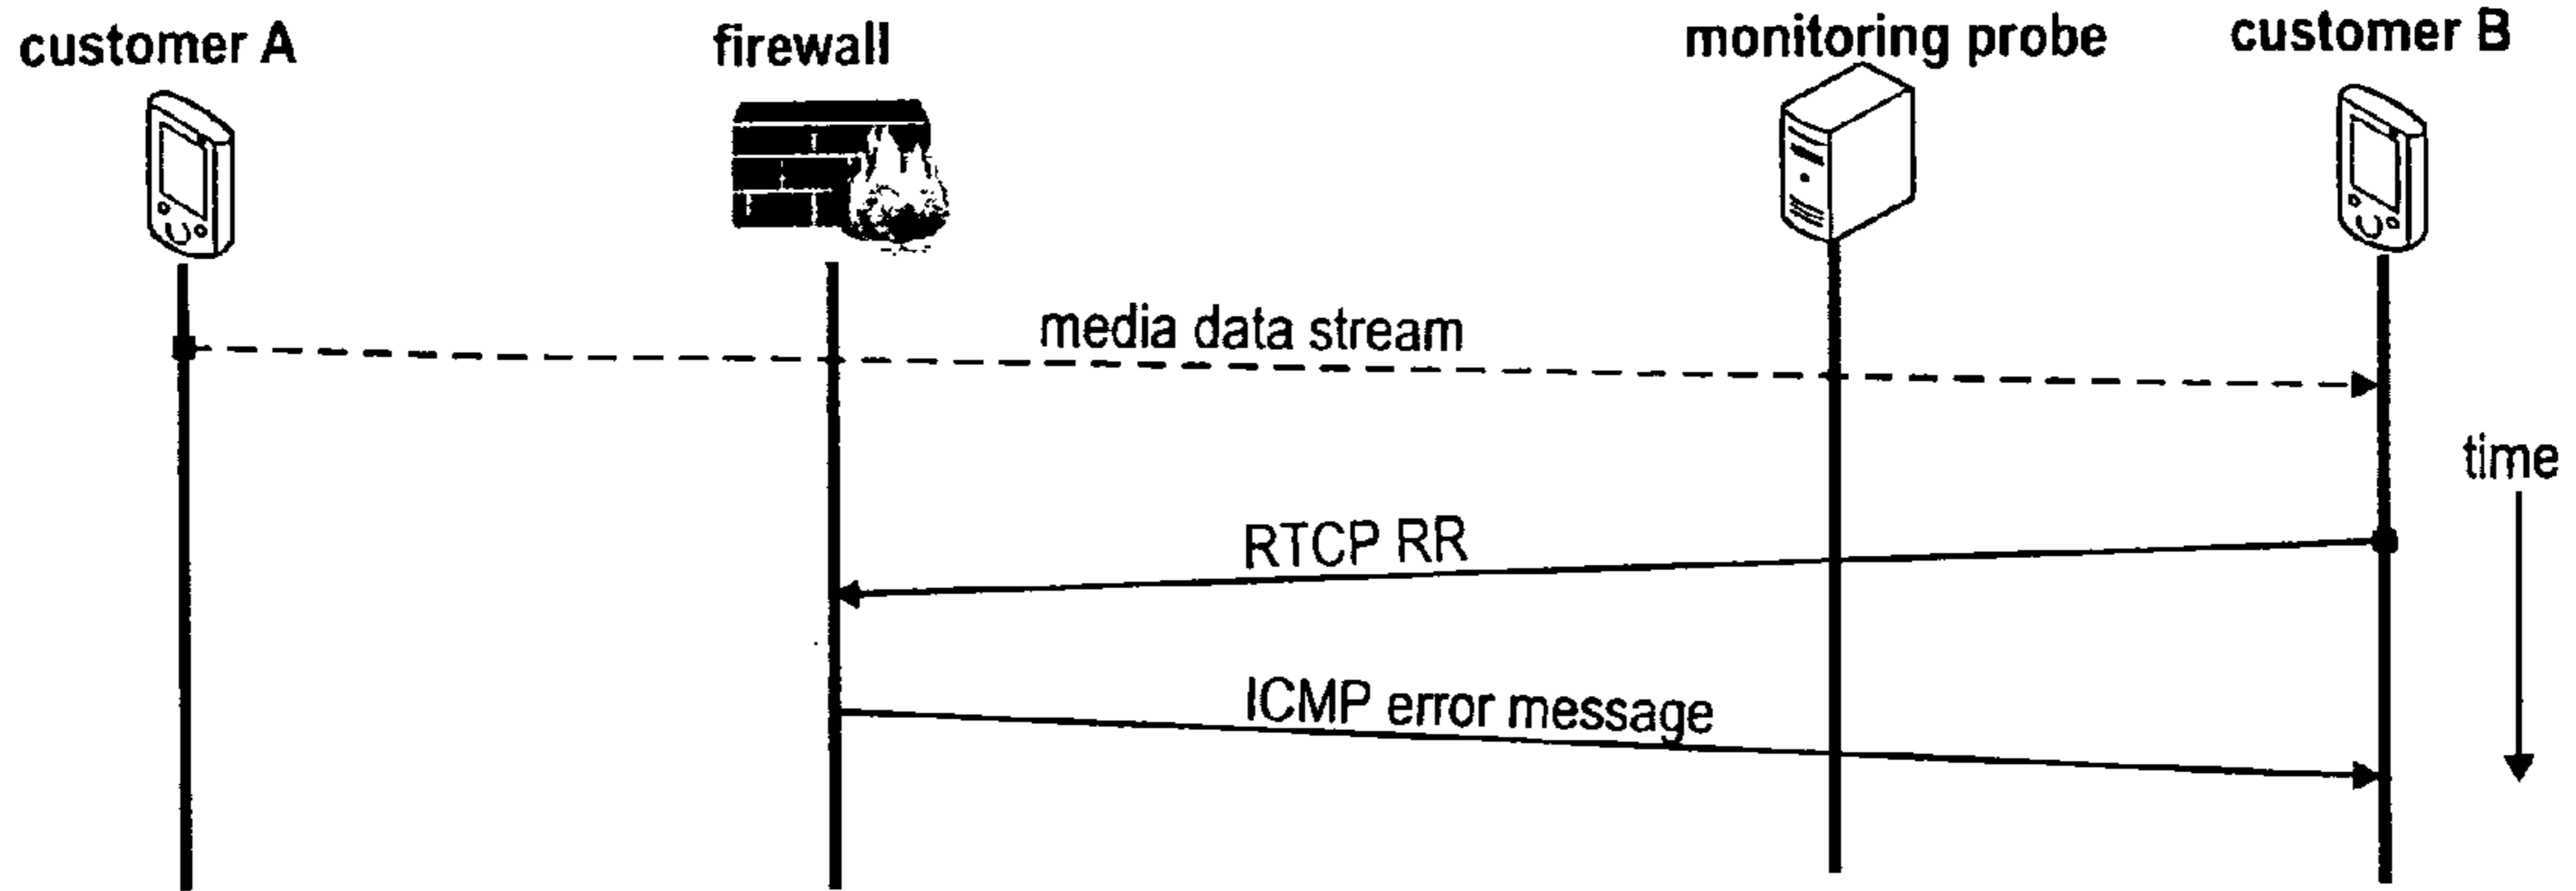 customer A
firewall
monitoring probe
customer B
media data stream
time
RTCP RR
ICMP error message